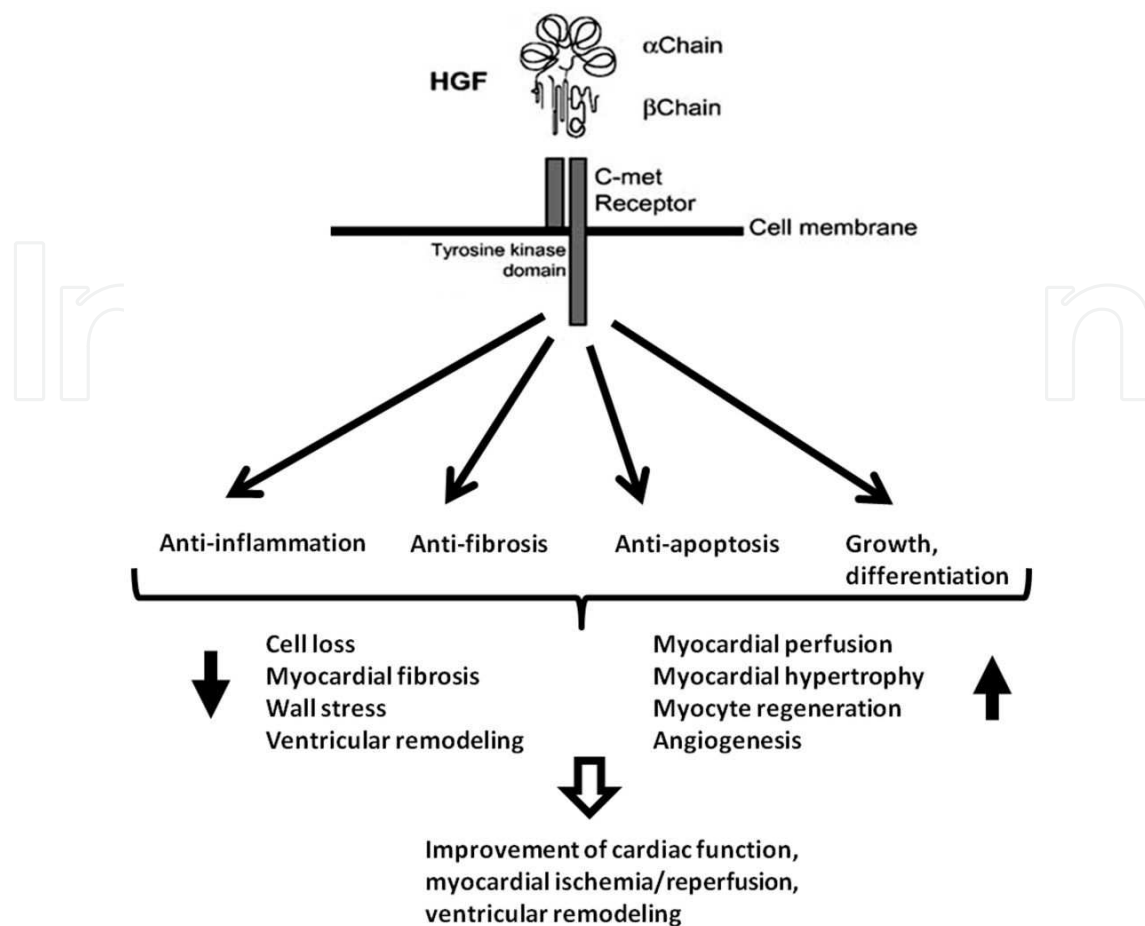 αChain
HGF
βChain
C-met
Receptor
Cell membrane
Tyrosine kinase
domain
Anti-inflammation
Anti-fibrosis
Anti-apoptosis
Growth,
differentiation
Cell loss
Myocardial fibrosis
Wall stress
Ventricular remodeling
Myocardial perfusion
Myocardial hypertrophy
Myocyte regeneration
Angiogenesis
Improvement of cardiac function,
myocardial ischemia/reperfusion,
ventricular remodeling